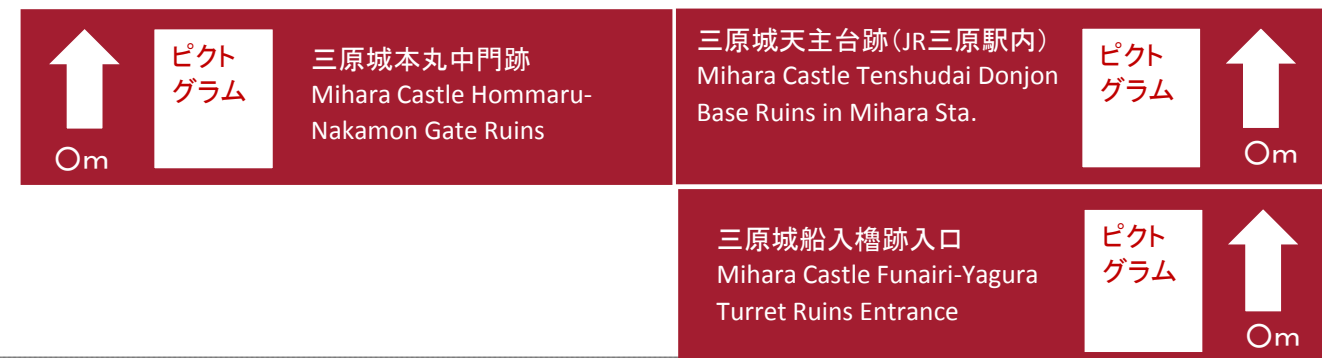 ピクト
グラム
三原城本丸中門跡
Mihara Castle Hommaru-
Nakamon Gate Ruins
〇m
三原城天主台跡(JR三原駅内)
Mihara Castle Tenshudai Donjon
Base Ruins in Mihara Sta.
ピクト
グラム
〇m
三原城船入櫓跡入口
Mihara Castle Funairi-Yagura
Turret Ruins Entrance
ピクト
グラム
〇m